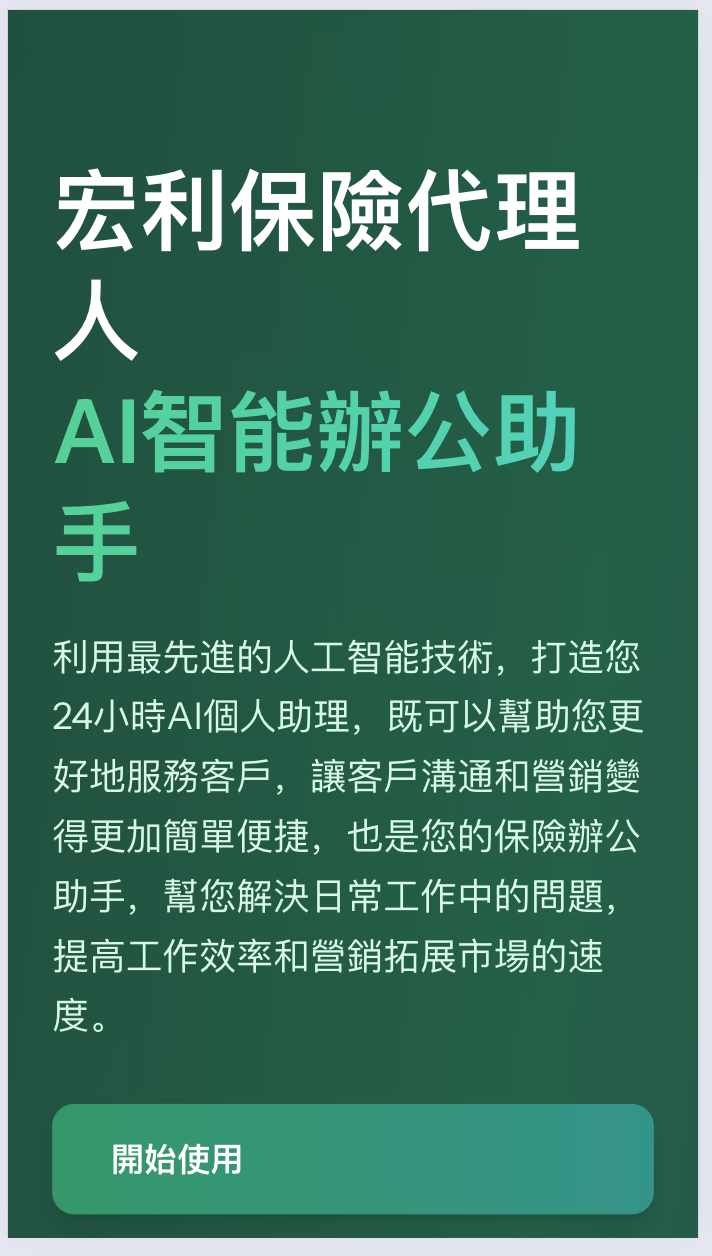 宏利保險代理
人
AI智能辦公助
手
利用最先進的人工智能技術，打造您
24小時AI個人助理，既可以幫助您更
好地服務客戶，讓客戶溝通和營銷變
得更加簡單便捷，也是您的保險辦公
助手，幫您解決日常工作中的問題，
提高工作效率和營銷拓展市場的速
度。
開始使用